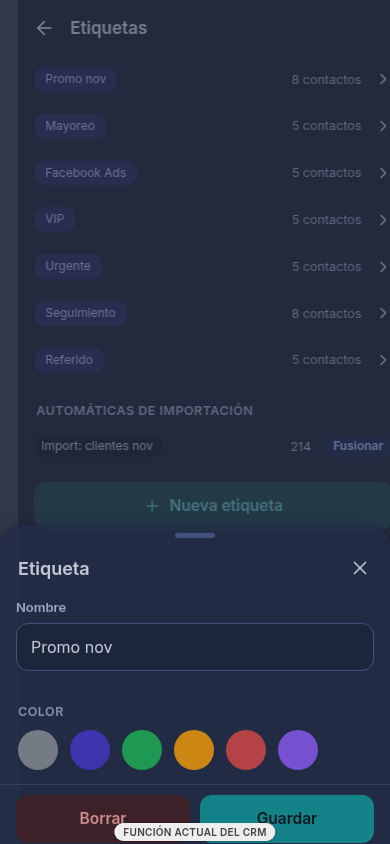 Etiquetas
Promo nov 8 contactos
Mayoreo 5 contactos
Facebook Ads 5 contactos
VIP 5 contactos
Urgente 5 contactos
Seguimiento 8 contactos
Referido 5 contactos
AUTOMÁTICAS DE IMPORTACIÓN
Import: clientes nov 214 Fusionar
+ Nueva etiqueta
Etiqueta
Nombre
Promo nov
COLOR
Borrar Guardar
FUNCIÓN ACTUAL DEL CRM